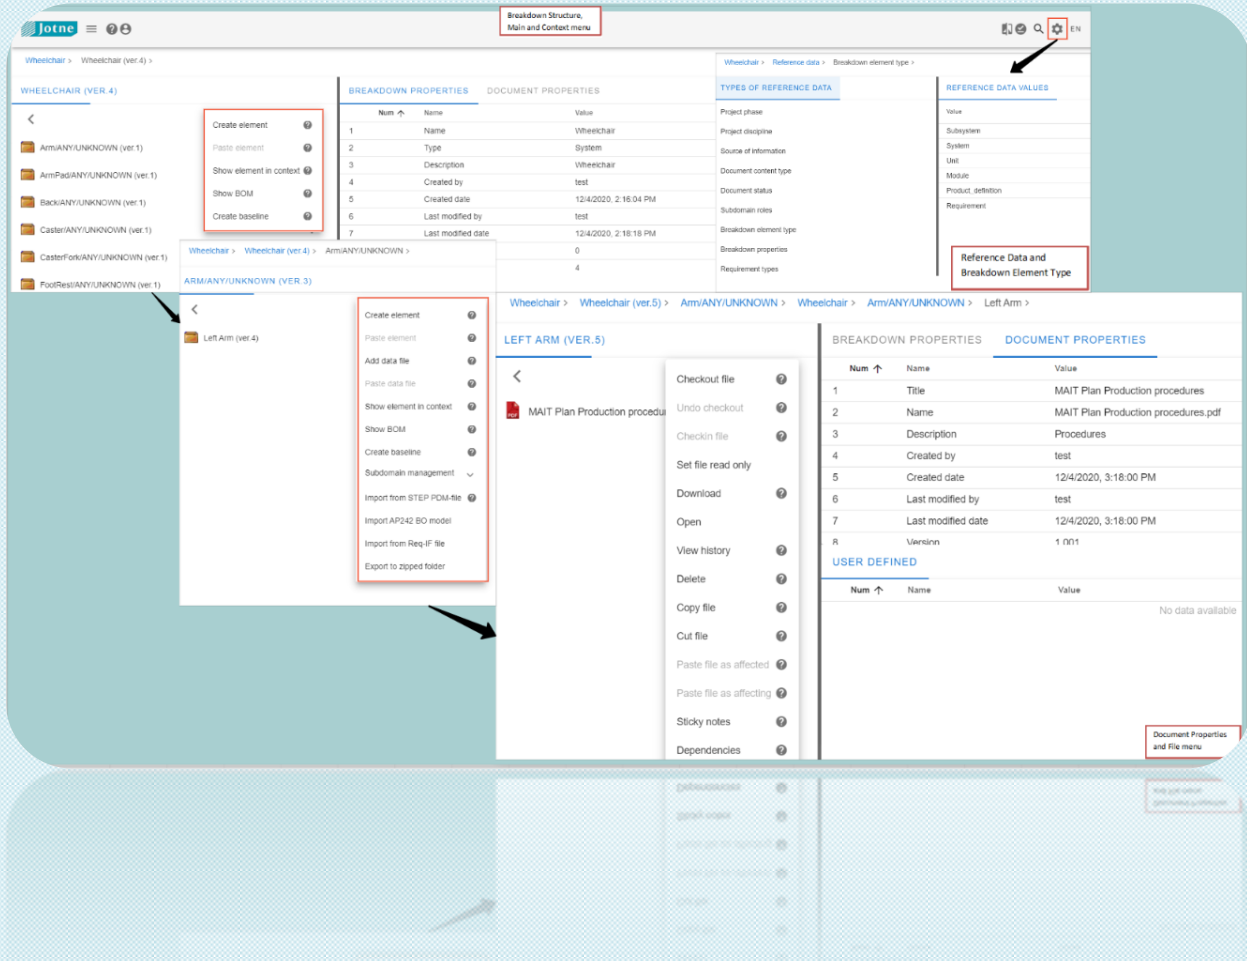 Breakdown Structure,
Main and Context menu
Jotne
EN
Wheelchair > Wheelchair (ver.4) >
WHEELCHAIR (VER.4)
Arm/ANY/UNKNOWN (ver.1)
ArmPad/ANY/UNKNOWN (ver.1)
Back/ANY/UNKNOWN (ver.1)
Caster/ANY/UNKNOWN (ver.1)
CasterFork/ANY/UNKNOWN (ver.1)
FootRest/ANY/UNKNOWN (ver.1)
Create element
Paste element
Show element in context
Show BOM
Create baseline
BREAKDOWN PROPERTIES DOCUMENT PROPERTIES
Num Name Value
1 Name Wheelchair
2 Type System
3 Description Wheelchair
4 Created by test
5 Created date 12/4/2020, 2:16:04 PM
6 Last modified by test
7 Last modified date 12/4/2020, 2:18:18 PM
0
4
Wheelchair > Reference data > Breakdown element type >
TYPES OF REFERENCE DATA
Project phase
Project discipline
Source of information
Document content type
Document status
Subdomain roles
Breakdown element type
Breakdown properties
Requirement types
REFERENCE DATA VALUES
Value
Subsystem
System
Unit
Module
Product_definition
Requirement
Reference Data and
Breakdown Element Type
Wheelchair > Wheelchair (ver.4) > Arm/ANY/UNKNOWN >
ARM/ANY/UNKNOWN (VER.3)
Left Arm (ver.4)
Create element
Paste element
Add data file
Paste data file
Show element in context
Show BOM
Create baseline
Subdomain management
Import from STEP PDM-file
Import AP242 BO model
Import from Req-IF file
Export to zipped folder
Wheelchair > Wheelchair (ver.5) > Arm/ANY/UNKNOWN > Wheelchair > Arm/ANY/UNKNOWN > Left Arm >
LEFT ARM (VER.5)
PDF
MAIT Plan Production procedu
Checkout file
Undo checkout
Checkin file
Set file read only
Download
Open
View history
Delete
Copy file
Cut file
Paste file as affected
Paste file as affecting
Sticky notes
Dependencies
BREAKDOWN PROPERTIES DOCUMENT PROPERTIES
Num Name Value
1 Title MAIT Plan Production procedures
2 Name MAIT Plan Production procedures.pdf
3 Description Procedures
4 Created by test
5 Created date 12/4/2020, 3:18:00 PM
6 Last modified by test
7 Last modified date 12/4/2020, 3:18:00 PM
8 Version 1.001
USER DEFINED
Num Name Value
No data available
Document Properties
and File menu